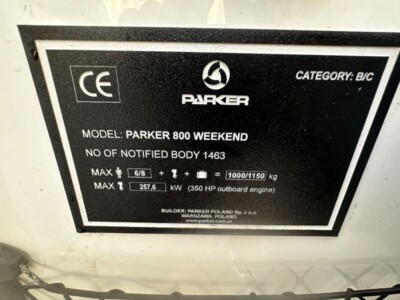 CE
PARKER
CATEGORY: B/C
MODEL: PARKER 800 WEEKEND
NO OF NOTIFIED BODY 1463
MAX 6/8 + + = 1000/1150 kg
MAX 257,6 kW (350 HP outboard engine)
BUILDER: PARKER POLAND Sp. z o.o.
WARSZAWA, POLAND
www.parker.com.pl